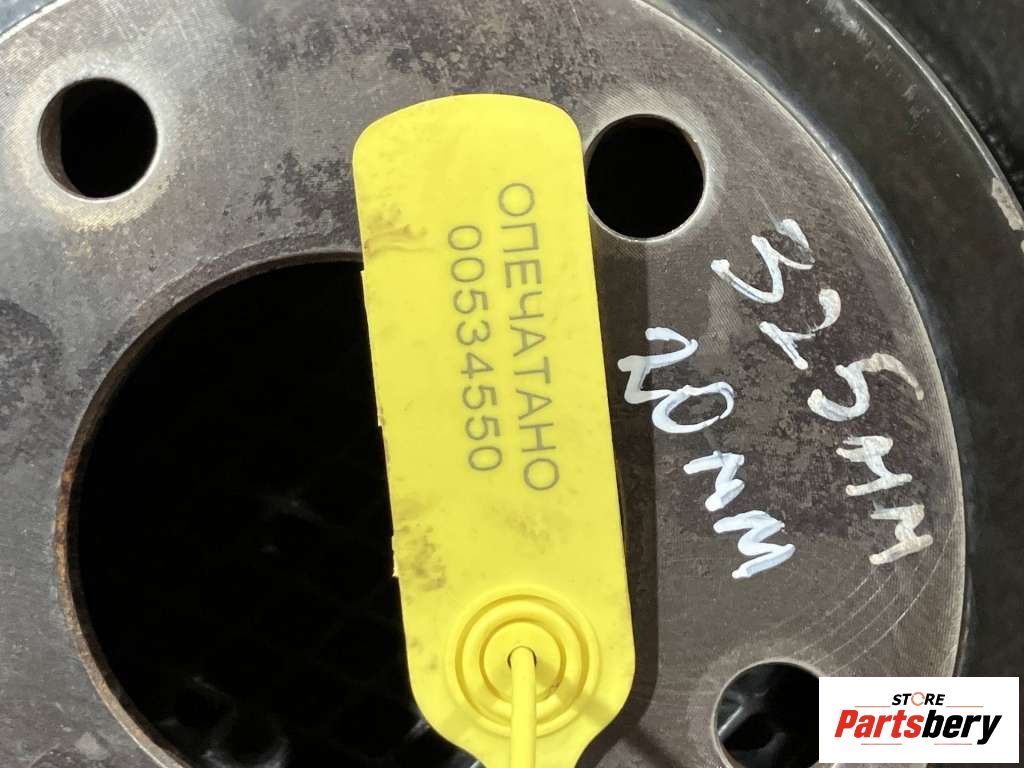 ОПЕЧАТАНО
00534550
325мм
20мм
STORE
Partsbery